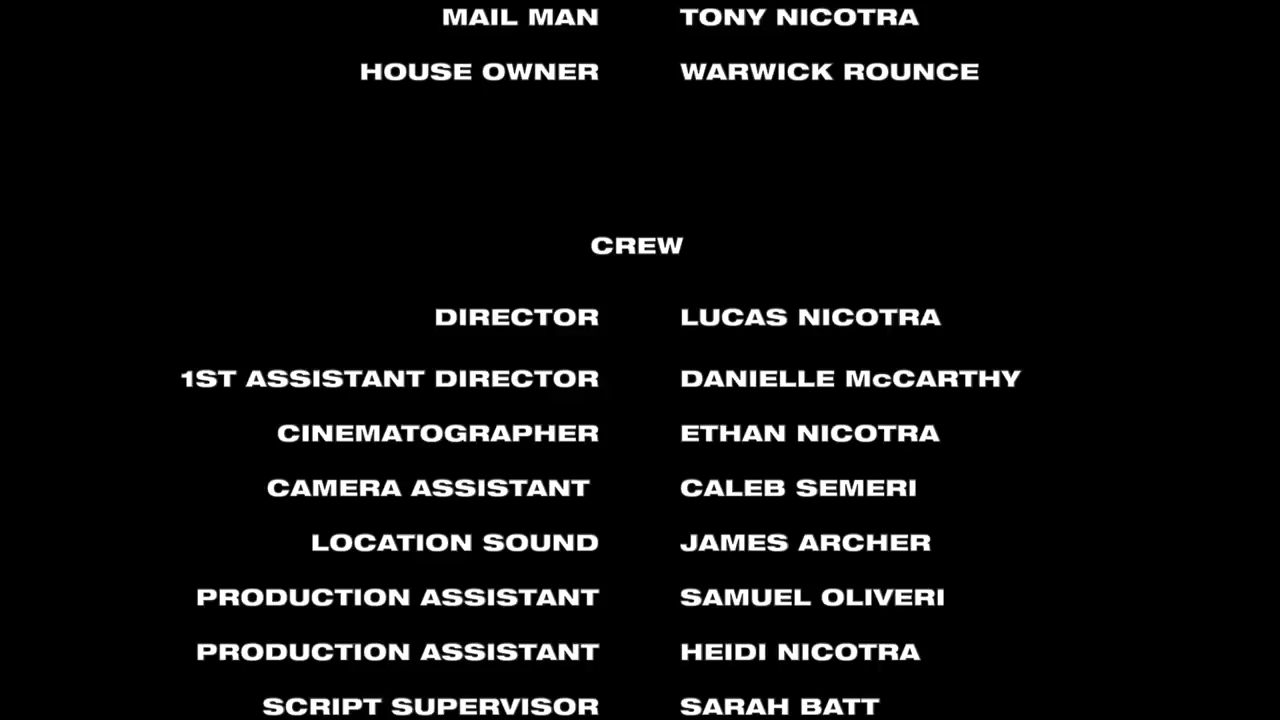 MAIL MAN TONY NICOTRA
HOUSE OWNER WARWICK ROUNCE
CREW
DIRECTOR LUCAS NICOTRA
1ST ASSISTANT DIRECTOR DANIELLE McCARTHY
CINEMATOGRAPHER ETHAN NICOTRA
CAMERA ASSISTANT CALEB SEMERI
LOCATION SOUND JAMES ARCHER
PRODUCTION ASSISTANT SAMUEL OLIVERI
PRODUCTION ASSISTANT HEIDI NICOTRA
SCRIPT SUPERVISOR SARAH BATT